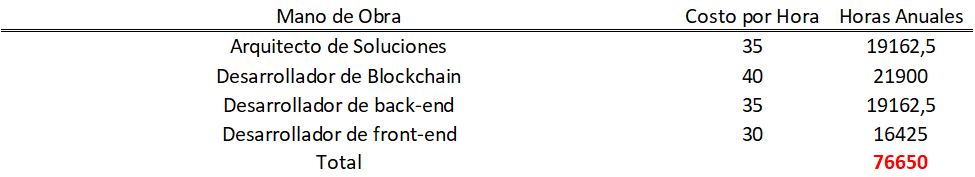 Mano de Obra Costo por Hora Horas Anuales
Arquitecto de Soluciones 35 19162,5
Desarrollador de Blockchain 40 21900
Desarrollador de back-end 35 19162,5
Desarrollador de front-end 30 16425
Total 76650